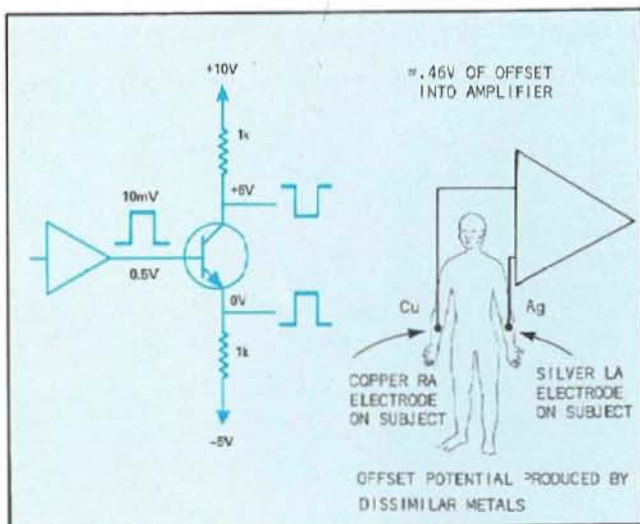 +10V
1k
+5V
10mV
0.5V
0V
1k
-5V
≈.46V OF OFFSET
INTO AMPLIFIER
Cu
Ag
COPPER RA
ELECTRODE
ON SUBJECT
SILVER LA
ELECTRODE
ON SUBJECT
OFFSET POTENTIAL PRODUCED BY
DISSIMILAR METALS